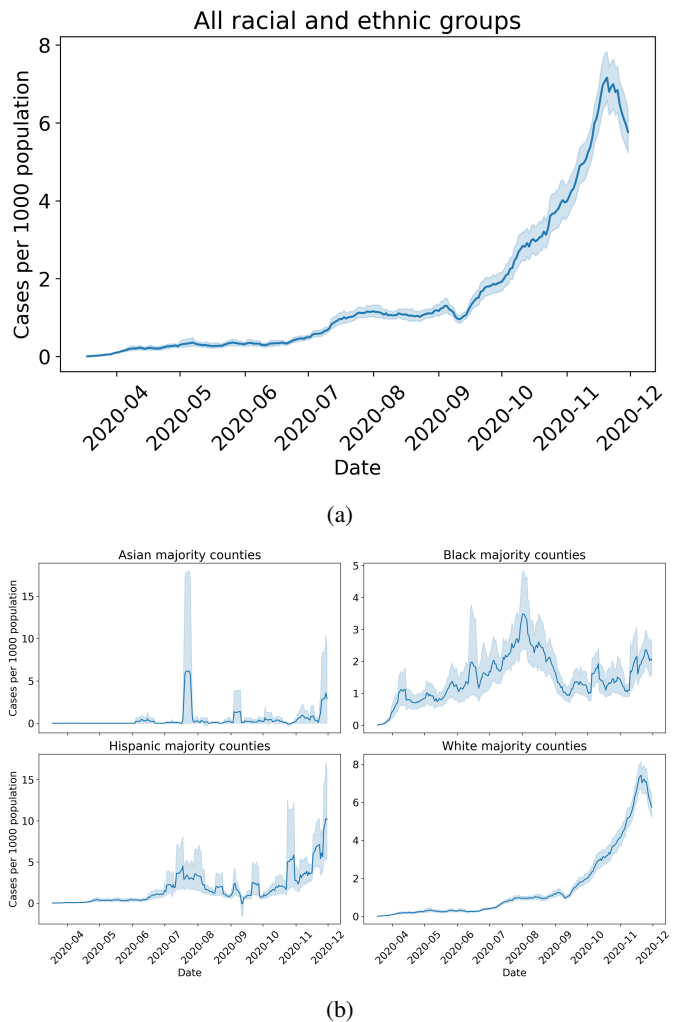 All racial and ethnic groups
Cases per 1000 population
8
6
4
2
0
2020-04 2020-05 2020-06 2020-07 2020-08 2020-09 2020-10 2020-11 2020-12
Date
(a)
Asian majority counties
Cases per 1000 population
15
10
5
0
Black majority counties
5
4
3
2
1
0
Hispanic majority counties
Cases per 1000 population
15
10
5
0
2020-04 2020-05 2020-06 2020-07 2020-08 2020-09 2020-10 2020-11 2020-12
Date
White majority counties
8
6
4
2
0
2020-04 2020-05 2020-06 2020-07 2020-08 2020-09 2020-10 2020-11 2020-12
Date
(b)